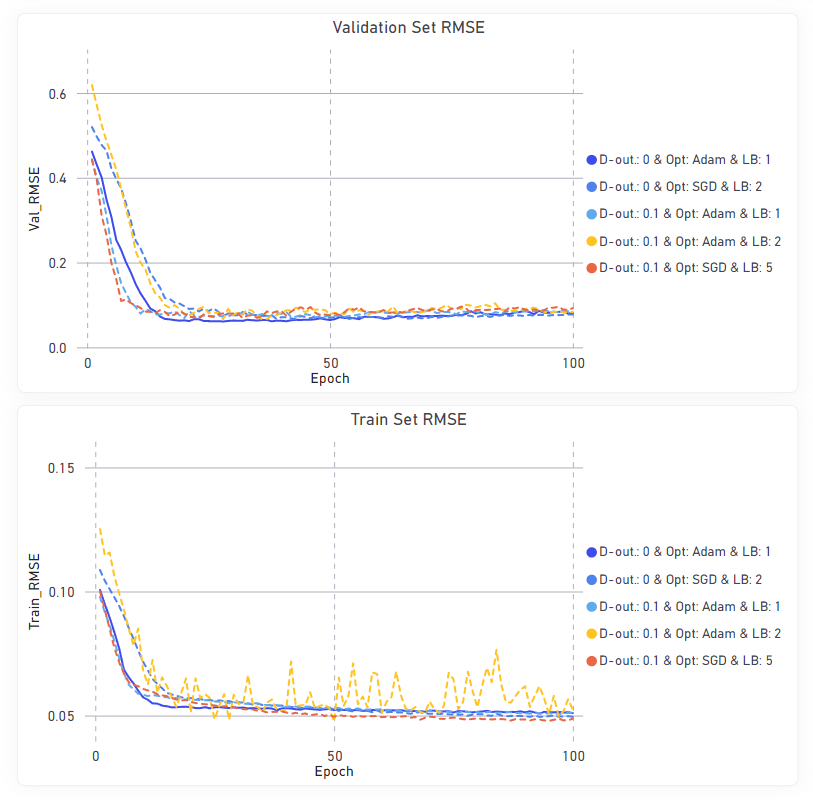 Validation Set RMSE
Val_RMSE
0.6
0.4
0.2
0.0
0
50
100
Epoch
D-out.: 0 & Opt: Adam & LB: 1
D-out.: 0 & Opt: SGD & LB: 2
D-out.: 0.1 & Opt: Adam & LB: 1
D-out.: 0.1 & Opt: Adam & LB: 2
D-out.: 0.1 & Opt: SGD & LB: 5
Train Set RMSE
Train_RMSE
0.15
0.10
0.05
0
50
100
Epoch
D-out.: 0 & Opt: Adam & LB: 1
D-out.: 0 & Opt: SGD & LB: 2
D-out.: 0.1 & Opt: Adam & LB: 1
D-out.: 0.1 & Opt: Adam & LB: 2
D-out.: 0.1 & Opt: SGD & LB: 5